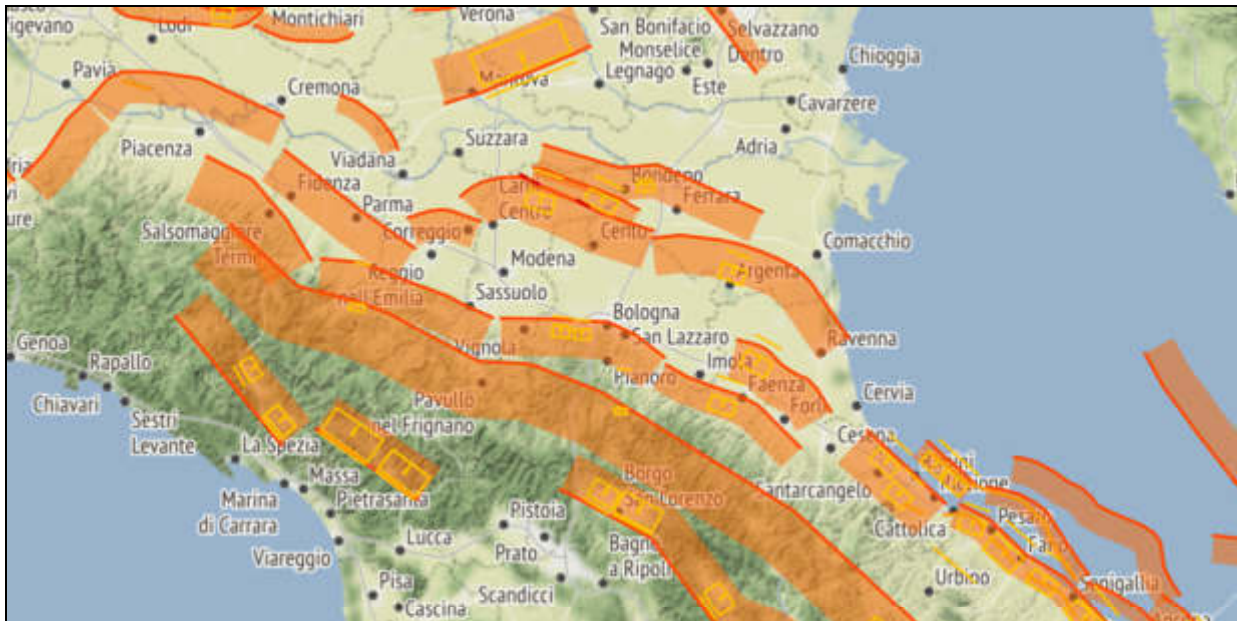 igevano
Lodi
Montichiari
Verona
San Bonifacio
Selvazzano
Monselice
Dentro
Legnago
Este
Chioggia
Pavia
Cremona
Mantova
Cavarzere
Piacenza
Suzzara
Adria
Viadana
Fidenza
Bondeno
Parma
Ferrara
ure
Salsomaggiore
Terme
Correggio
Centro
Cento
Comacchio
Modena
Argenta
Reggio
nell'Emilia
Sassuolo
Bologna
San Lazzaro
Genoa
Vignola
Ravenna
Rapallo
Pianoro
Imola
Chiavari
Faenza
Cervia
Sestri
Levante
Pavullo
nel Frignano
Forlì
La Spezia
Cesena
Massa
Borgo
San Lorenzo
Rimini
Riccione
Marina
di Carrara
Pietrasanta
Santarcangelo
Pistoia
Cattolica
Pesaro
Viareggio
Lucca
Prato
Bagno
a Ripoli
Fano
Pisa
Scandicci
Urbino
Senigallia
Cascina
Ancona